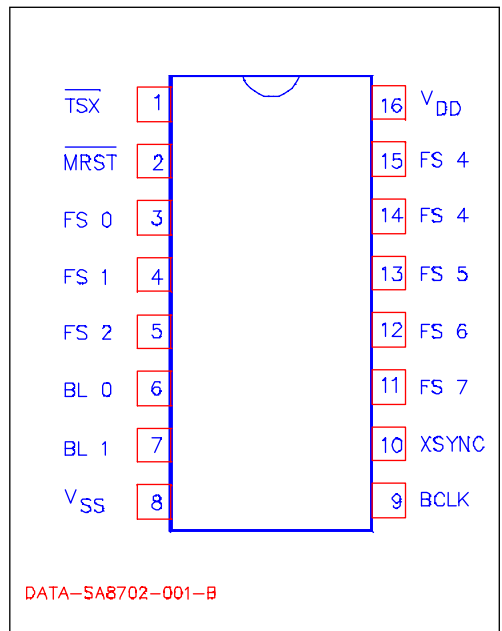 TSX 1 16 VDD
MRST 2 15 FS 4
FS 0 3 14 FS 4
FS 1 4 13 FS 5
FS 2 5 12 FS 6
BL 0 6 11 FS 7
BL 1 7 10 XSYNC
VSS 8 9 BCLK
DATA-SA8702-001-B